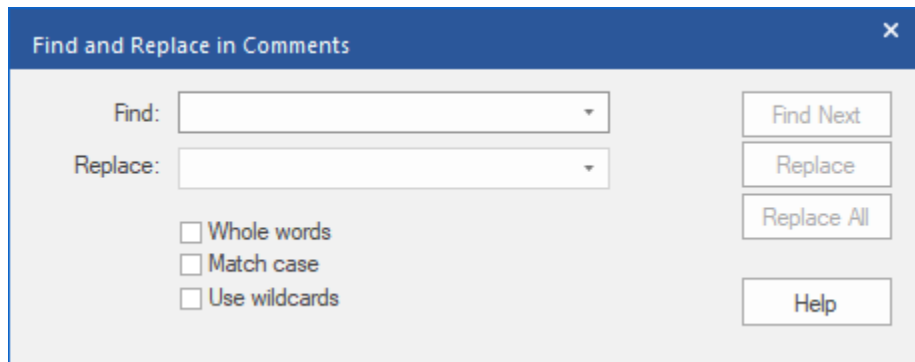 Find and Replace in Comments
Find:
Find Next
Replace:
Replace
Replace All
Whole words
Match case
Use wildcards
Help